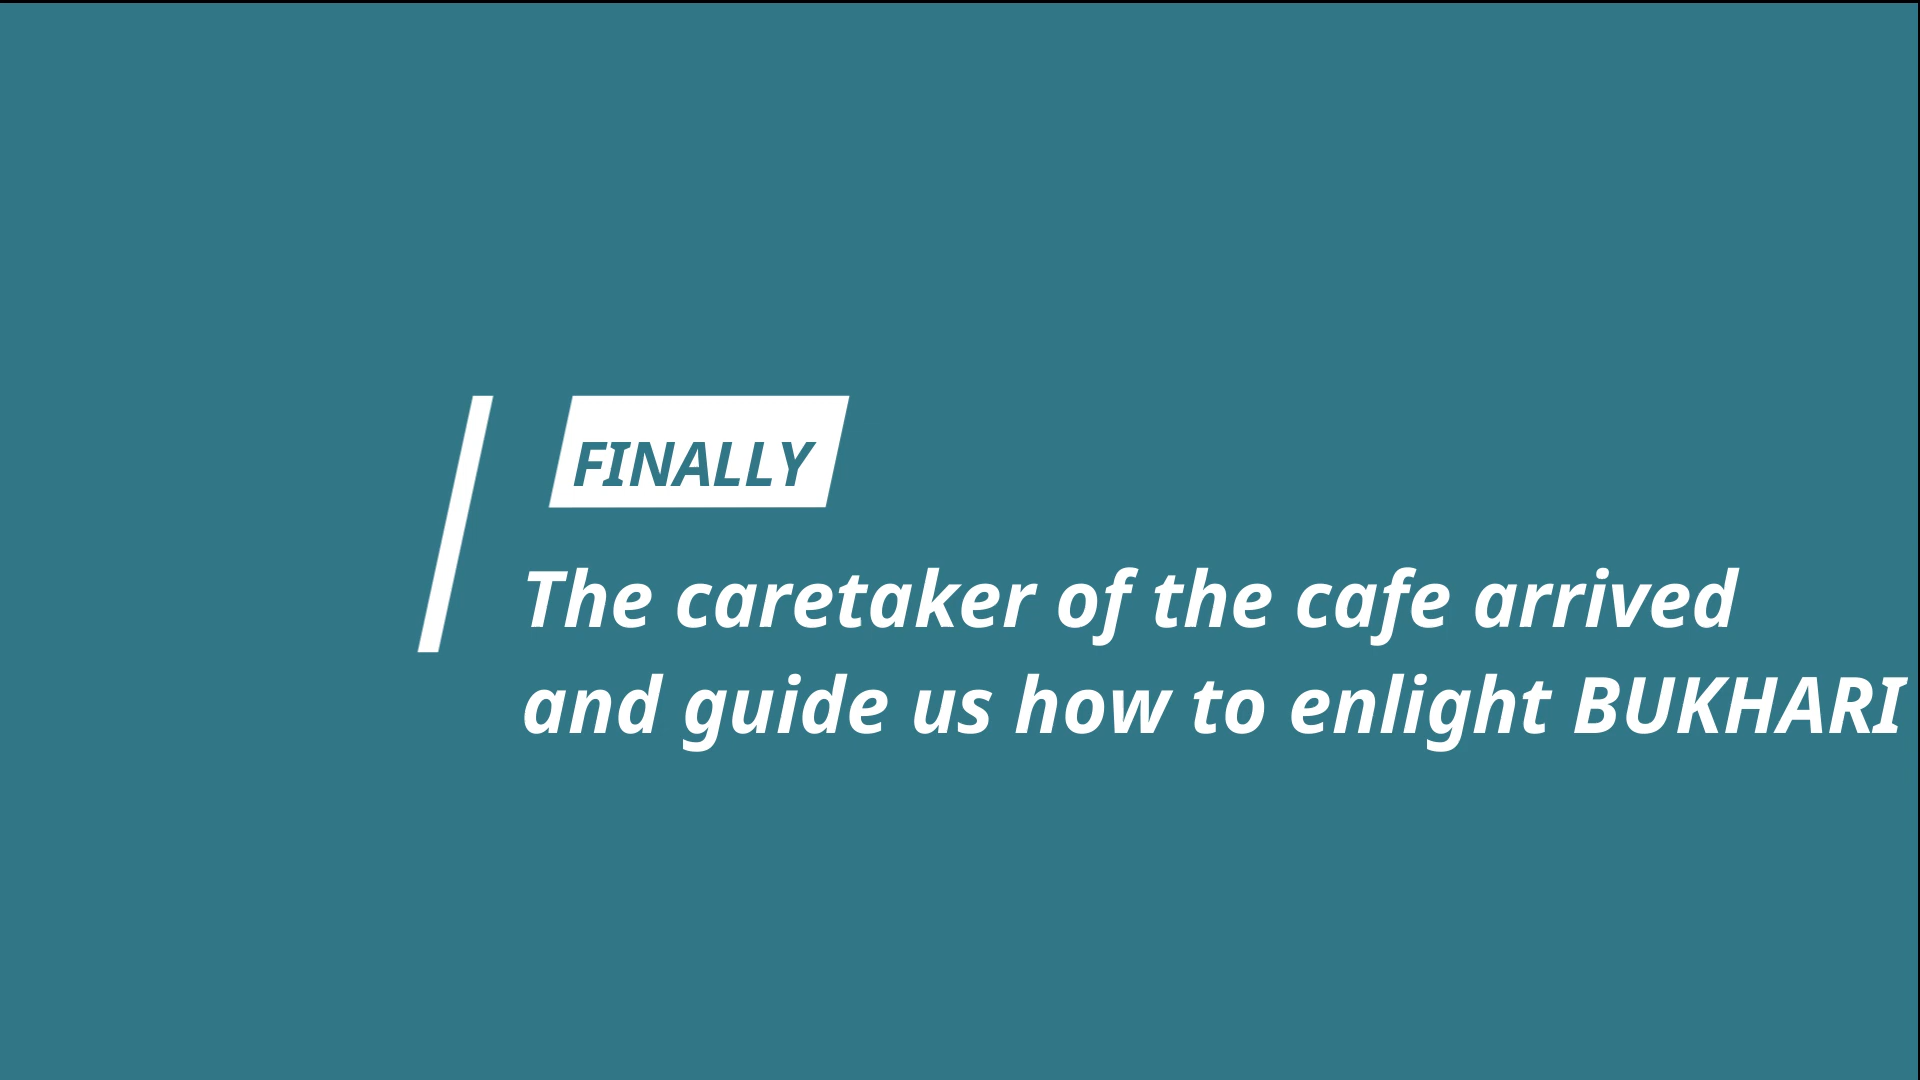 FINALLY
The caretaker of the cafe arrived
and guide us how to enlight BUKHARI